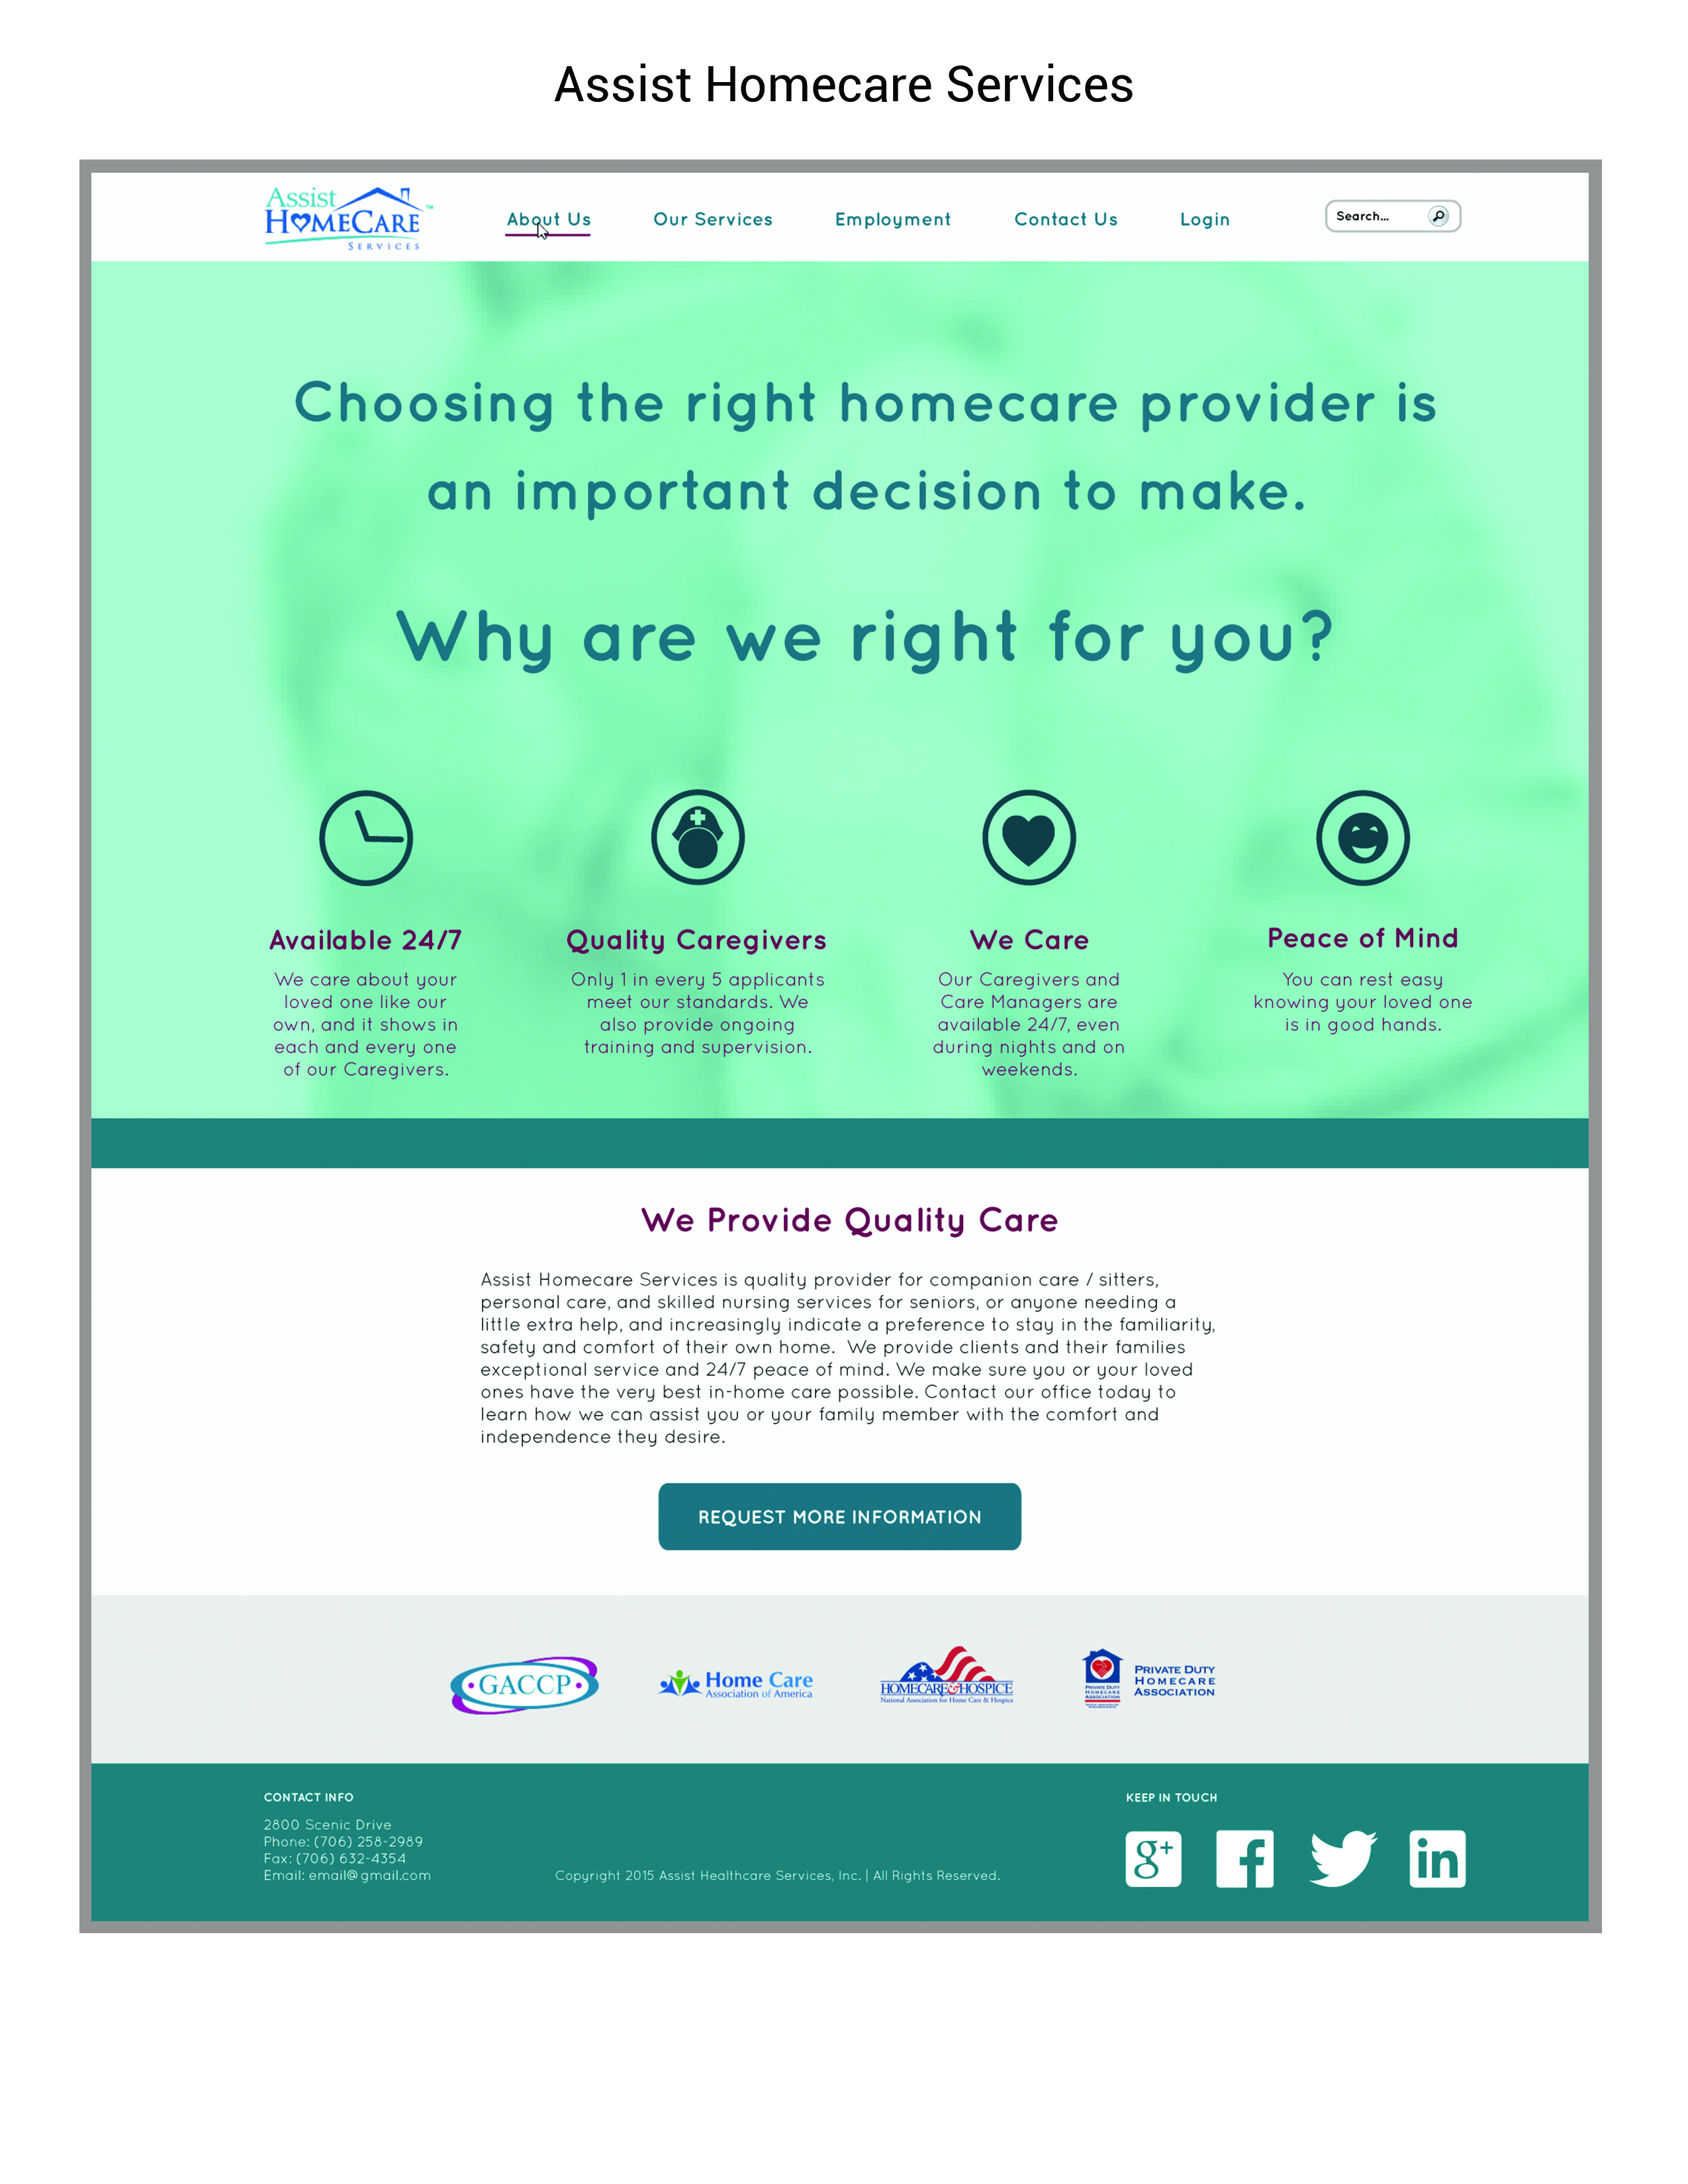 Assist Homecare Services
Assist
HOMECARE
SERVICES
™
About Us
Our Services
Employment
Contact Us
Login
Search...
Choosing the right homecare provider is
an important decision to make.
Why are we right for you?
Available 24/7
We care about your
loved one like our
own, and it shows in
each and every one
of our Caregivers.
Quality Caregivers
Only 1 in every 5 applicants
meet our standards. We
also provide ongoing
training and supervision.
We Care
Our Caregivers and
Care Managers are
available 24/7, even
during nights and on
weekends.
Peace of Mind
You can rest easy
knowing your loved one
is in good hands.
We Provide Quality Care
Assist Homecare Services is quality provider for companion care / sitters,
personal care, and skilled nursing services for seniors, or anyone needing a
little extra help, and increasingly indicate a preference to stay in the familiarity,
safety and comfort of their own home.  We provide clients and their families
exceptional service and 24/7 peace of mind. We make sure you or your loved
ones have the very best in-home care possible. Contact our office today to
learn how we can assist you or your family member with the comfort and
independence they desire.
REQUEST MORE INFORMATION
GACCP
Home Care
Association of America
HOMECARE&HOSPICE
National Association for Home Care & Hospice
PRIVATE DUTY
HOMECARE
ASSOCIATION
PRIVATE DUTY
HOMECARE
ASSOCIATION
CONTACT INFO
2800 Scenic Drive
Phone: (706) 258-2989
Fax: (706) 632-4354
Email: email@gmail.com
Copyright 2015 Assist Healthcare Services, Inc. | All Rights Reserved.
KEEP IN TOUCH
g+
f
in